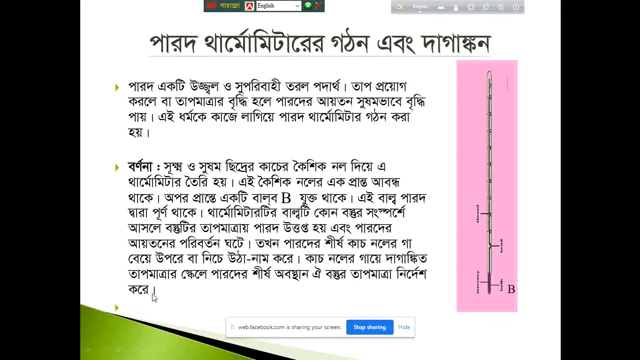 English
English
পারদ থার্মোমিটারের গঠন এবং দাগাঙ্কন
পারদ একটি উজ্জ্বল ও সুপরিবাহী তরল পদার্থ। তাপ প্রয়োগ
করলে বা তাপমাত্রার বৃদ্ধি হলে পারদের আয়তন সুষমভাবে বৃদ্ধি
পায়। এই ধর্মকে কাজে লাগিয়ে পারদ থার্মোমিটার গঠন করা
হয়।
বর্ণনা : সূক্ষ্ম ও সুষম ছিদ্রের কাচের কৈশিক নল দিয়ে এ
থার্মোমিটার তৈরি হয়। এই কৈশিক নলের এক প্রান্ত আবদ্ধ
থাকে। অপর প্রান্তে একটি বাল্‌ব B যুক্ত থাকে। এই বাল্ব পারদ
দ্বারা পূর্ণ থাকে। থার্মোমিটারটির বাল্বটি কোন বস্তুর সংস্পর্শে
আসলে বস্তুটির তাপমাত্রায় পারদ উত্তপ্ত হয় এবং পারদের
আয়তনের পরিবর্তন ঘটে। তখন পারদের শীর্ষ কাচ নলের গা
বেয়ে উপরে বা নিচে উঠা-নাম করে। কাচ নলের গায়ে দাগাঙ্কিত
তাপমাত্রার স্কেলে পারদের শীর্ষ অবস্থান ঐ বস্তুর তাপমাত্রা নির্দেশ
করে।
B
web.facebook.com is sharing your screen.
Stop sharing
Hide